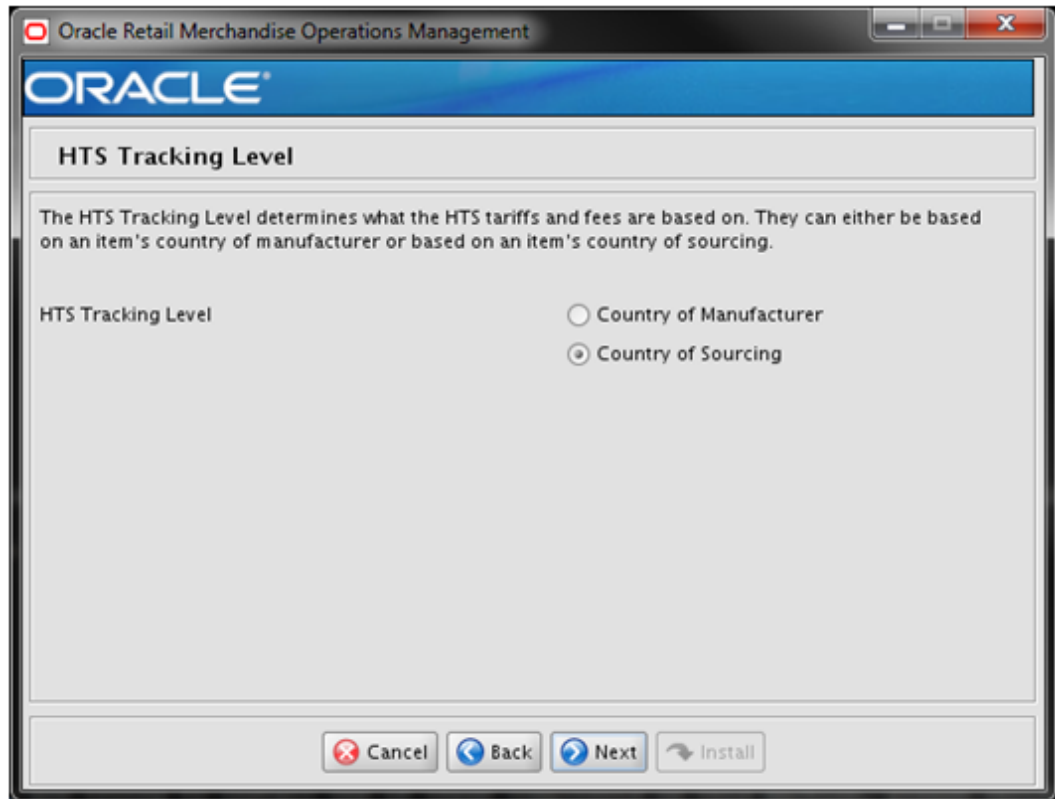 Oracle Retail Merchandise Operations Management
ORACLE
HTS Tracking Level
The HTS Tracking Level determines what the HTS tariffs and fees are based on. They can either be based
on an item's country of manufacturer or based on an item's country of sourcing.
HTS Tracking Level
Country of Manufacturer
Country of Sourcing
Cancel Back Next Install